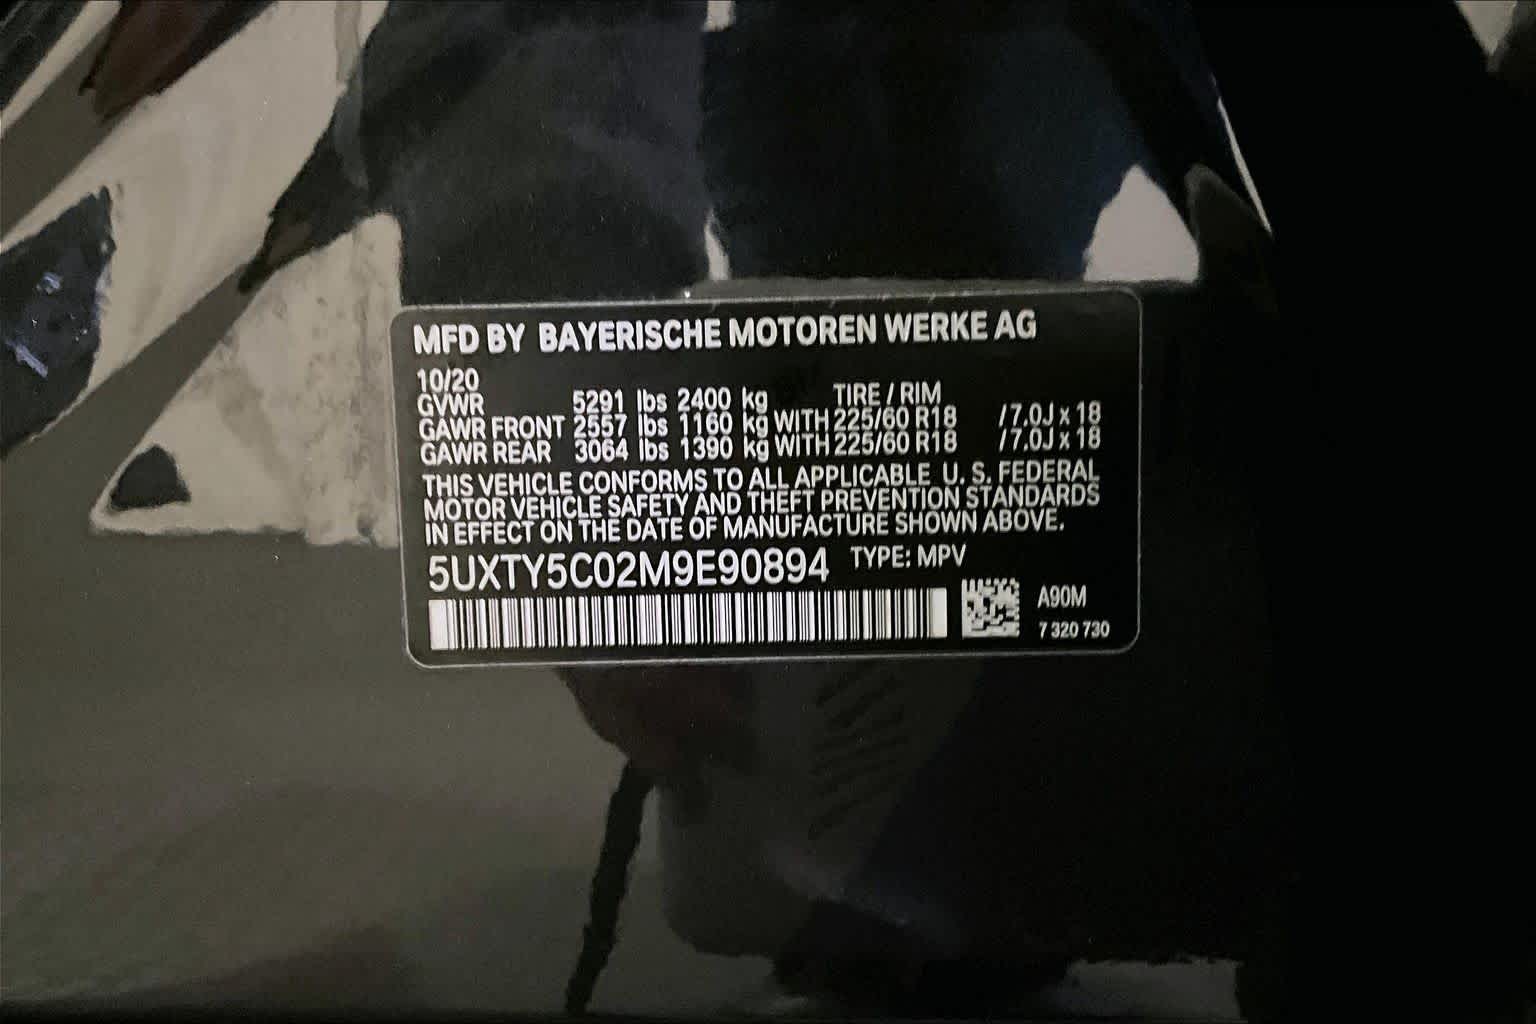 MFD BY BAYERISCHE MOTOREN WERKE AG
10/20
GVWR 5291 lbs 2400 kg TIRE / RIM
GAWR FRONT 2557 lbs 1160 kg WITH 225/60 R18 /7.0J x 18
GAWR REAR 3064 lbs 1390 kg WITH 225/60 R18 /7.0J x 18
THIS VEHICLE CONFORMS TO ALL APPLICABLE U. S. FEDERAL
MOTOR VEHICLE SAFETY AND THEFT PREVENTION STANDARDS
IN EFFECT ON THE DATE OF MANUFACTURE SHOWN ABOVE.
5UXTY5C02M9E90894 TYPE: MPV
A90M
7 320 730